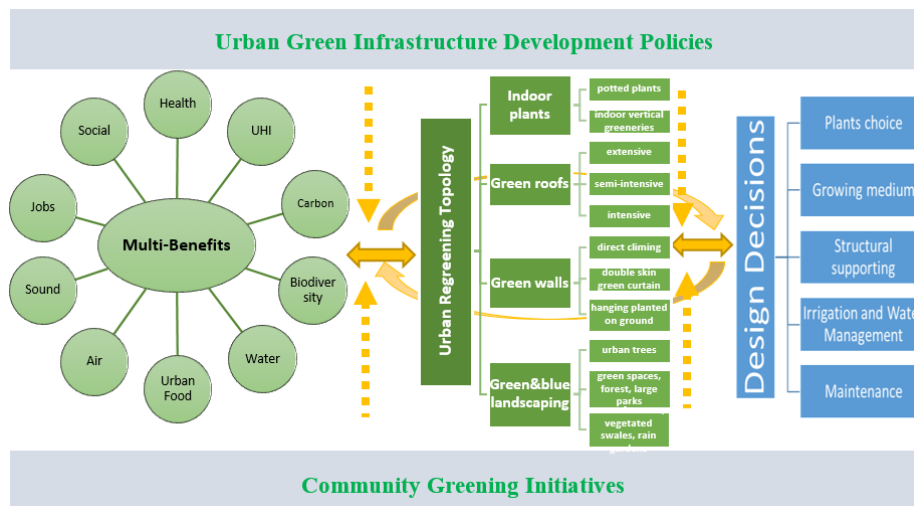 Urban Green Infrastructure Development Policies
Health
Social
UHI
Jobs
Carbon
Multi-Benefits
Sound
Biodiver
sity
Air
Water
Urban
Food
Urban Regreening Topology
Indoor
plants
potted plants
indoor vertical
greeneries
Green roofs
extensive
semi-intensive
intensive
Green walls
direct climing
double skin
green curtain
hanging planted
on ground
Green&blue
landscaping
urban trees
green spaces,
forest, large
parks
vegetated
swales, rain
Design Decisions
Plants choice
Growing medium
Structural
supporting
Irrigation and Wate
Management
Maintenance
Community Greening Initiatives